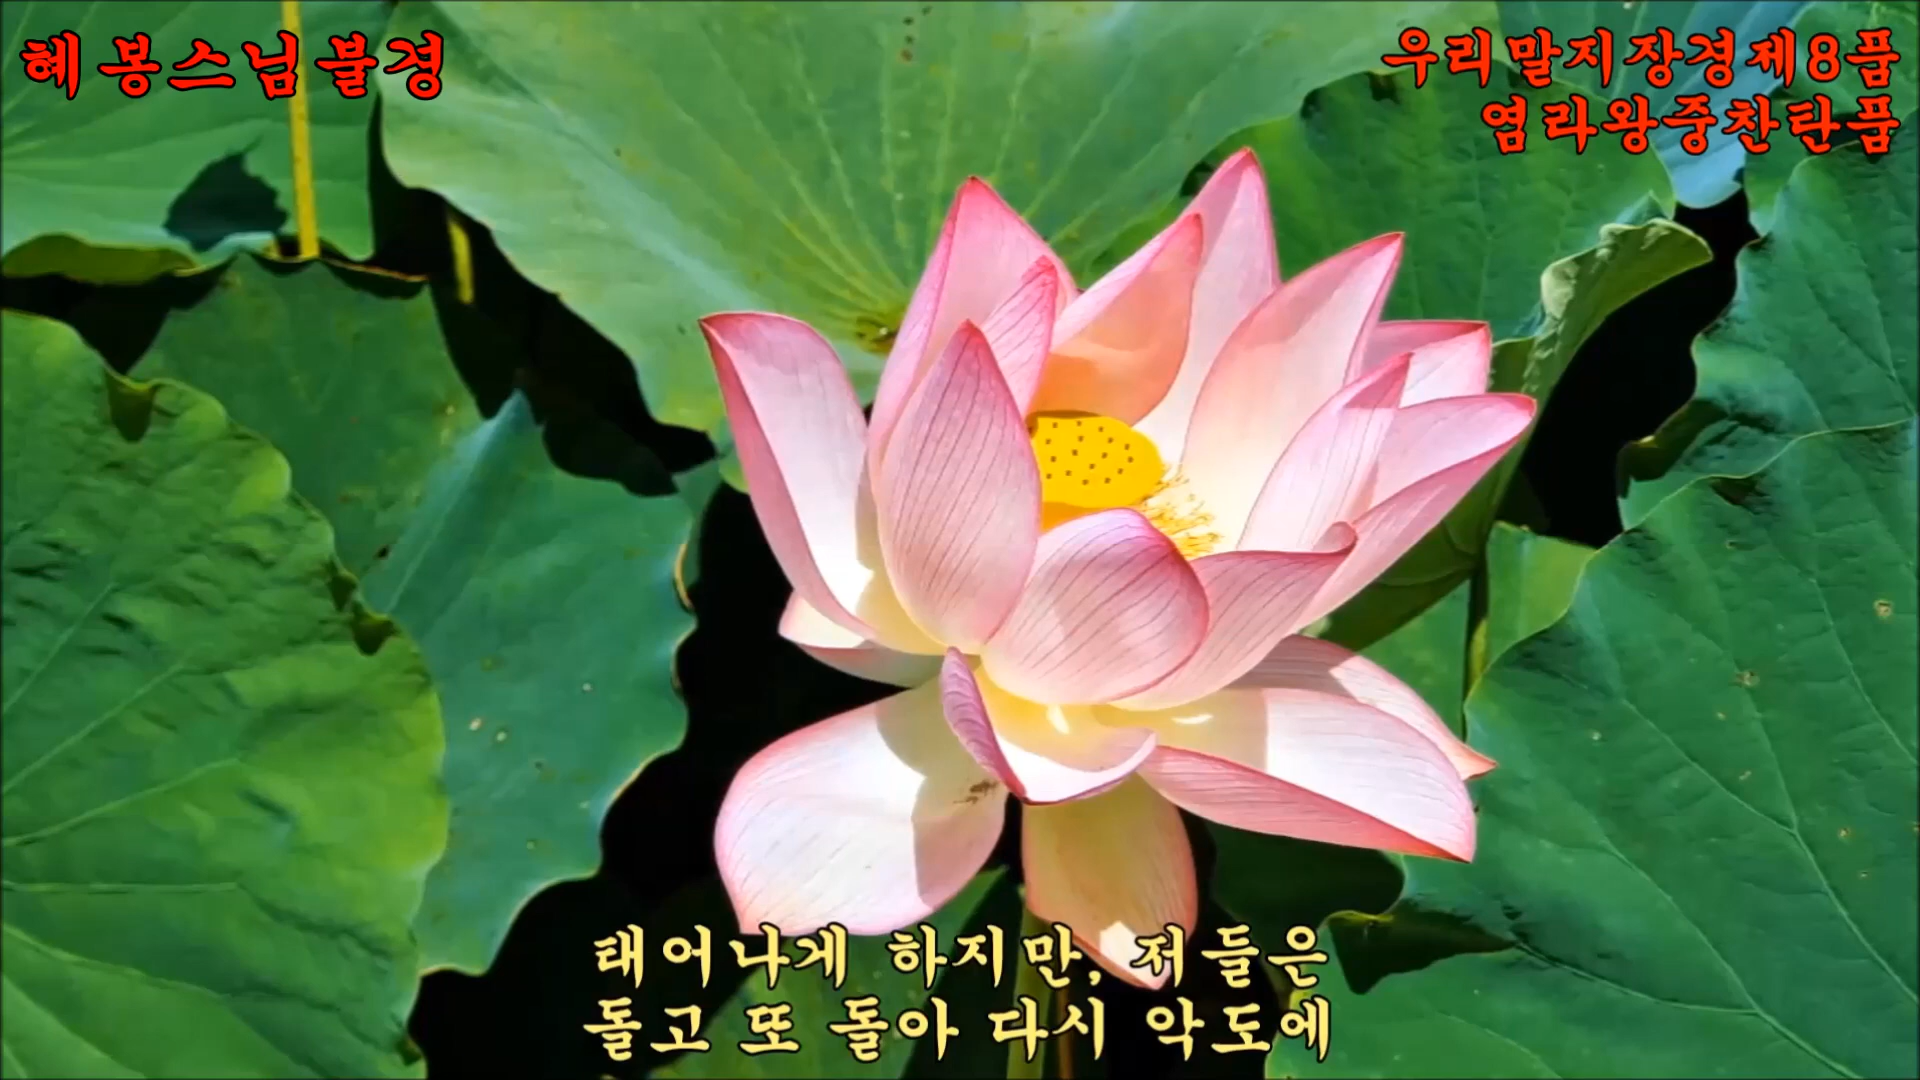 혜봉스님불경
우리말지장경제8품
염라왕중찬탄품
태어나게 하지만, 저들은
돌고 또 돌아 다시 악도에